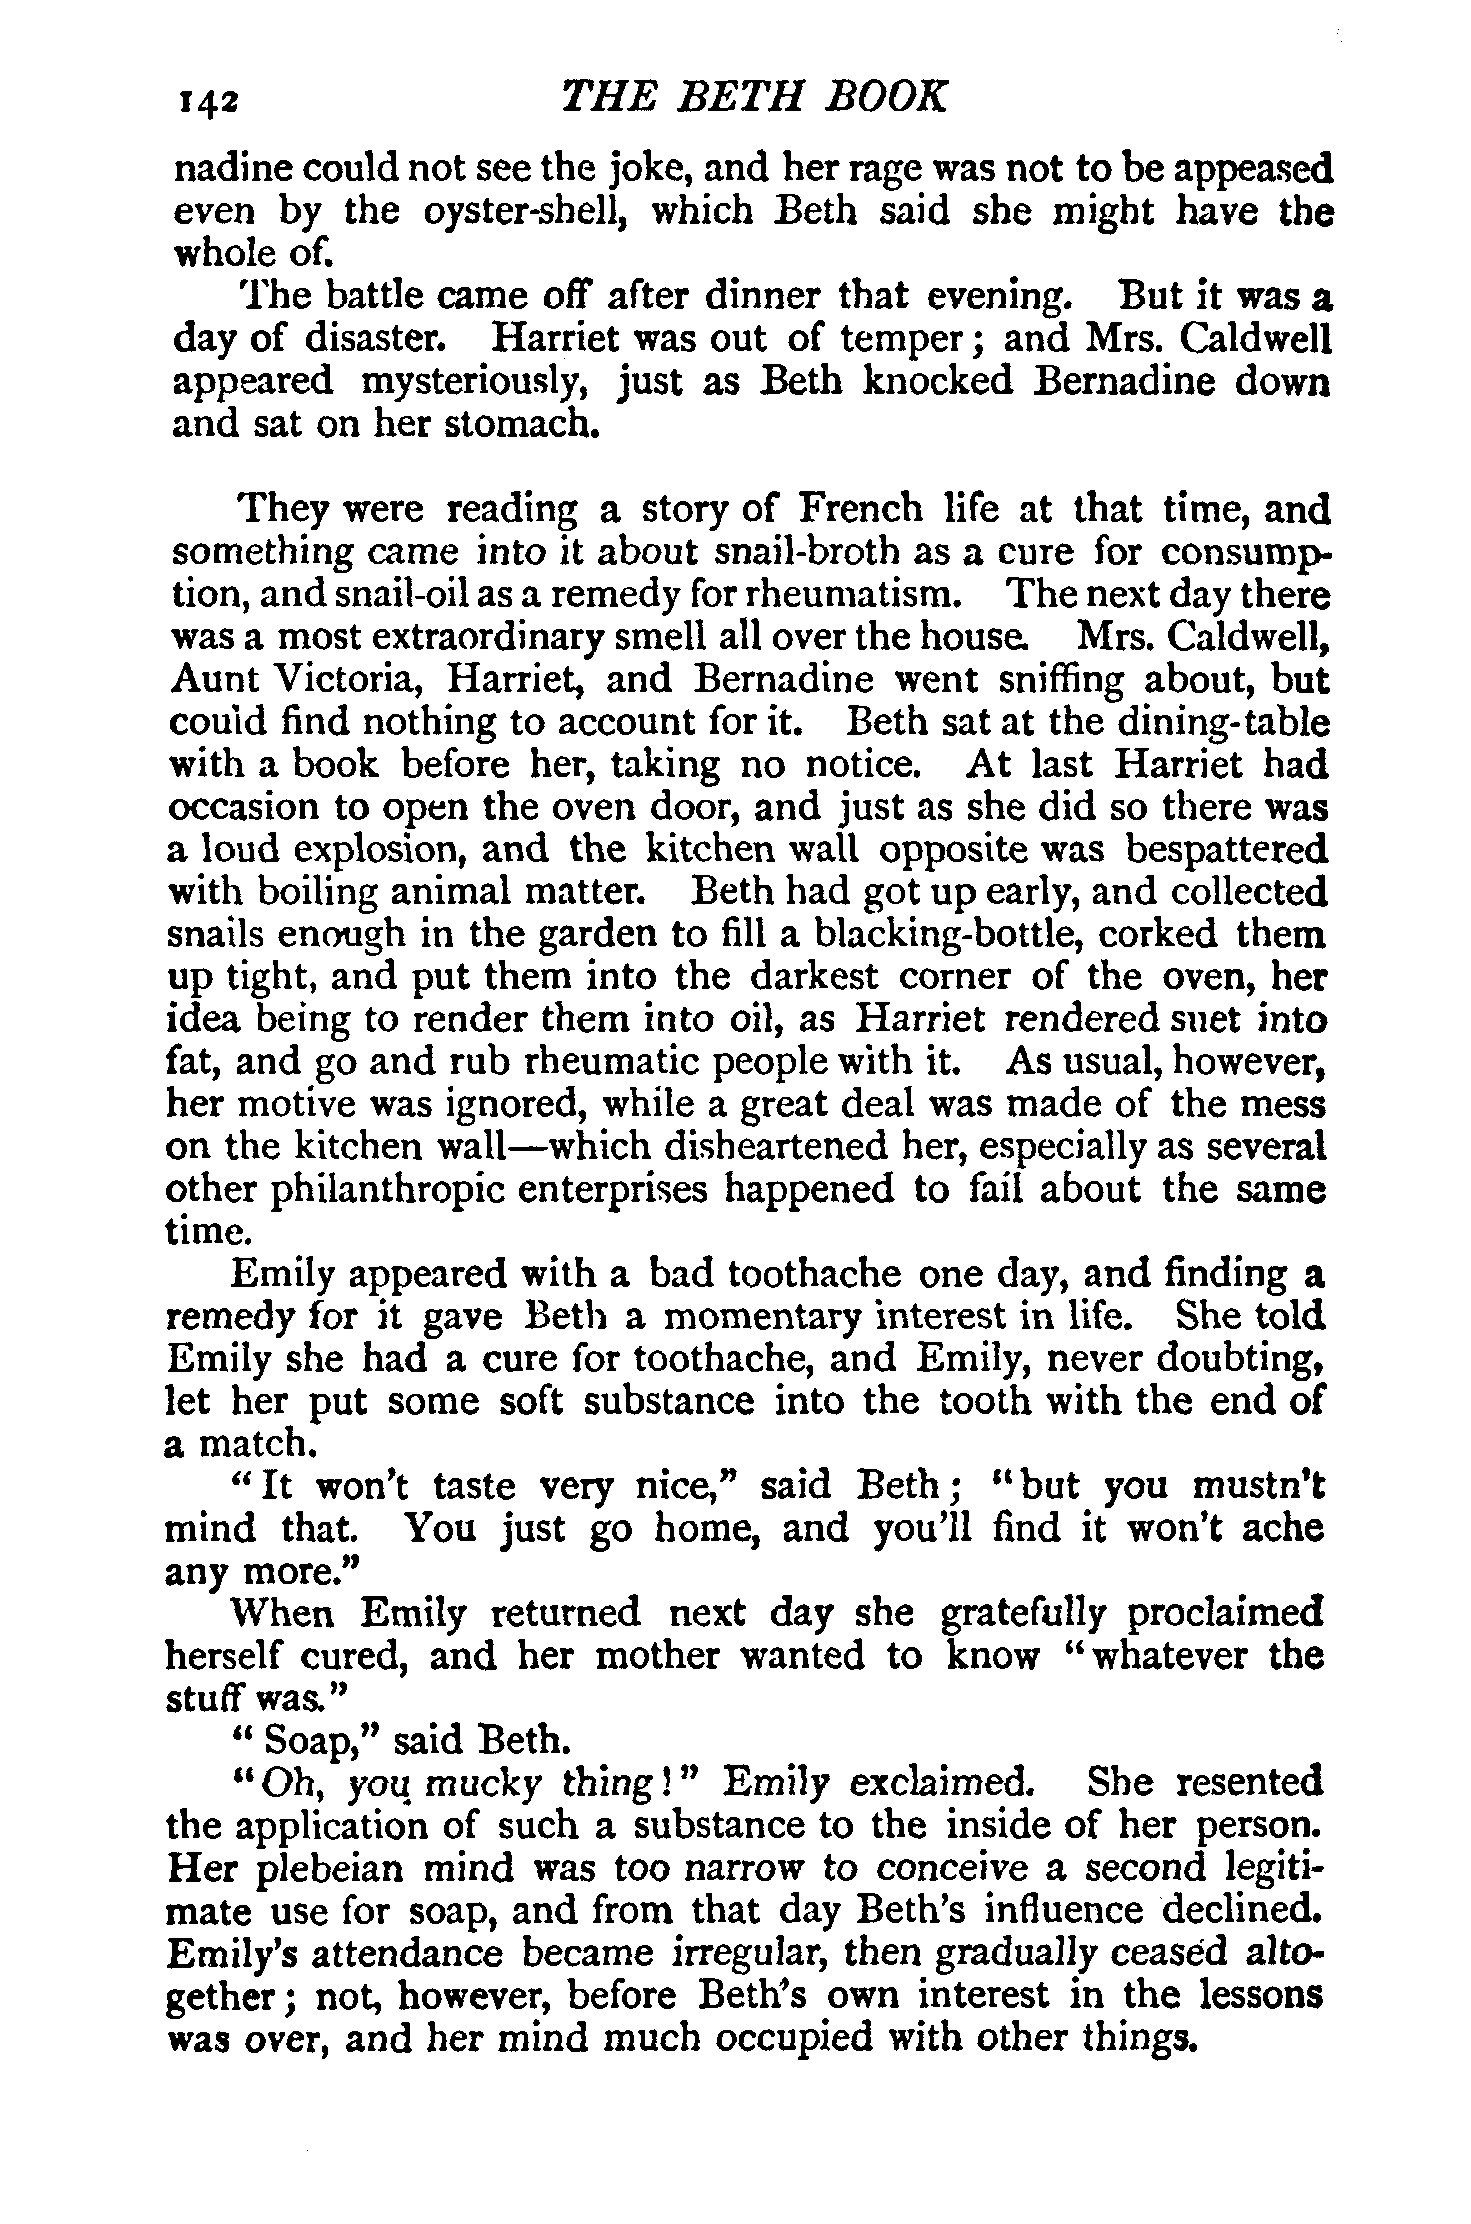 142 THE BETH BOOK
nadine could not see the joke, and her rage was not to be appeased
even by the oyster-shell, which Beth said she might have the
whole of.
The battle came off after dinner that evening. But it was a
day of disaster. Harriet was out of temper; and Mrs. Caldwell
appeared mysteriously, just as Beth knocked Bernadine down
and sat on her stomach.
They were reading a story of French life at that time, and
something came into it about snail-broth as a cure for consump-
tion, and snail-oil as a remedy for rheumatism. The next day there
was a most extraordinary smell all over the house. Mrs. Caldwell,
Aunt Victoria, Harriet, and Bernadine went sniffing about, but
could find nothing to account for it. Beth sat at the dining-table
with a book before her, taking no notice. At last Harriet had
occasion to open the oven door, and just as she did so there was
a loud explosion, and the kitchen wall opposite was bespattered
with boiling animal matter. Beth had got up early, and collected
snails enough in the garden to fill a blacking-bottle, corked them
up tight, and put them into the darkest corner of the oven, her
idea being to render them into oil, as Harriet rendered suet into
fat, and go and rub rheumatic people with it. As usual, however,
her motive was ignored, while a great deal was made of the mess
on the kitchen wall—which disheartened her, especially as several
other philanthropic enterprises happened to fail about the same
time.
Emily appeared with a bad toothache one day, and finding a
remedy for it gave Beth a momentary interest in life. She told
Emily she had a cure for toothache, and Emily, never doubting,
let her put some soft substance into the tooth with the end of
a match.
"It won't taste very nice," said Beth; "but you mustn't
mind that. You just go home, and you'll find it won't ache
any more."
When Emily returned next day she gratefully proclaimed
herself cured, and her mother wanted to know "whatever the
stuff was."
"Soap," said Beth.
"Oh, you mucky thing!" Emily exclaimed. She resented
the application of such a substance to the inside of her person.
Her plebeian mind was too narrow to conceive a second legiti-
mate use for soap, and from that day Beth's influence declined.
Emily's attendance became irregular, then gradually ceased alto-
gether; not, however, before Beth's own interest in the lessons
was over, and her mind much occupied with other things.